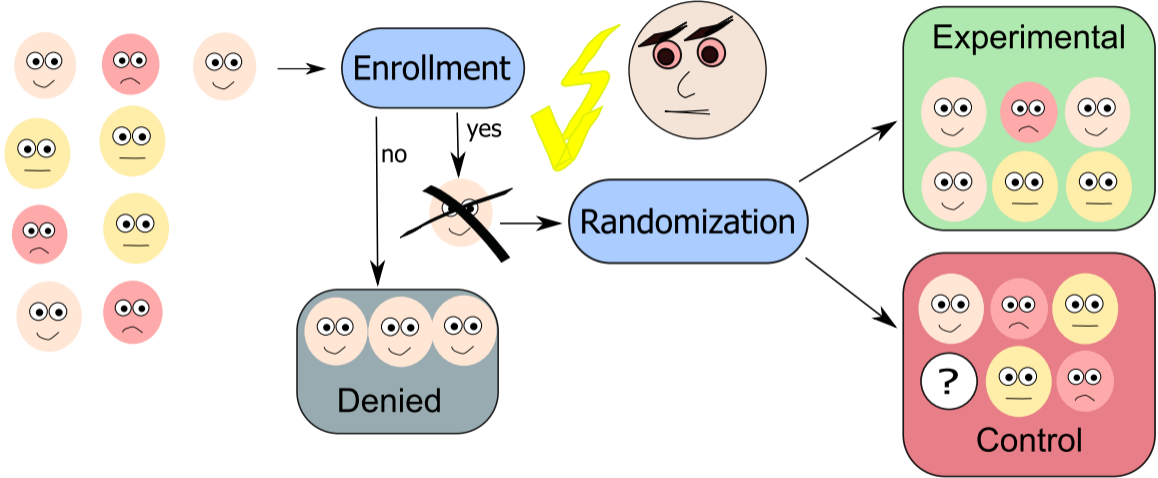 Enrollment
yes
no
Denied
Randomization
Experimental
?
Control